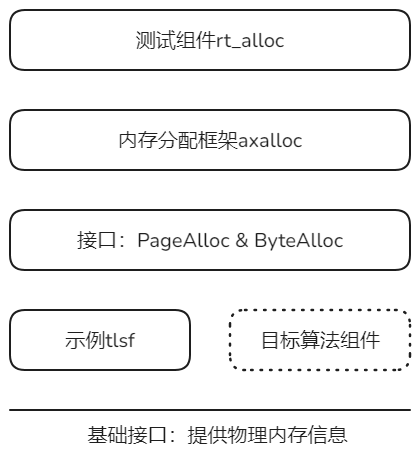 测试组件rt_alloc
内存分配框架axalloc
接口：PageAlloc & ByteAlloc
示例tlsf
目标算法组件
基础接口：提供物理内存信息